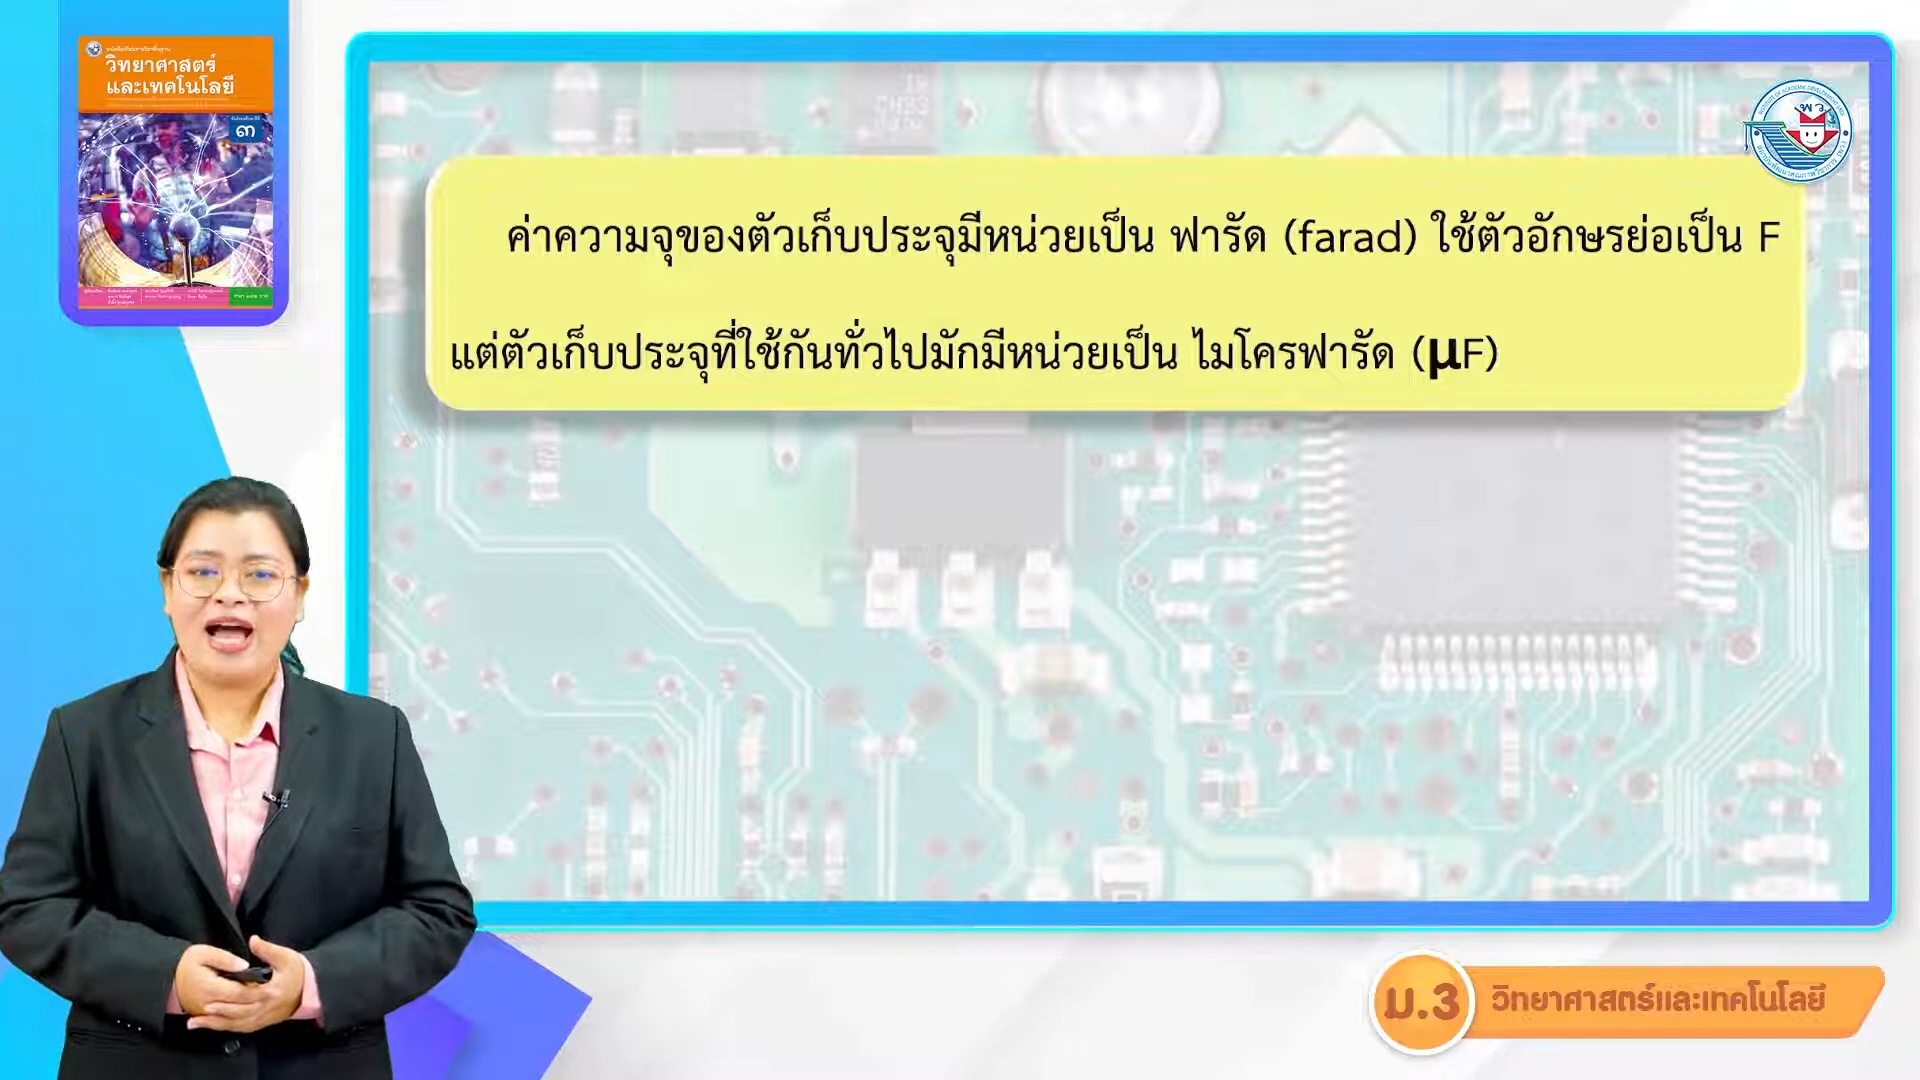 วิทยาศาสตร์
และเทคโนโลยี
๓
พว.
ค่าความจุของตัวเก็บประจุมีหน่วยเป็น ฟารัด (farad) ใช้ตัวอักษรย่อเป็น F
แต่ตัวเก็บประจุที่ใช้กันทั่วไปมักมีหน่วยเป็น ไมโครฟารัด (μF)
ม.3 วิทยาศาสตร์และเทคโนโลยี